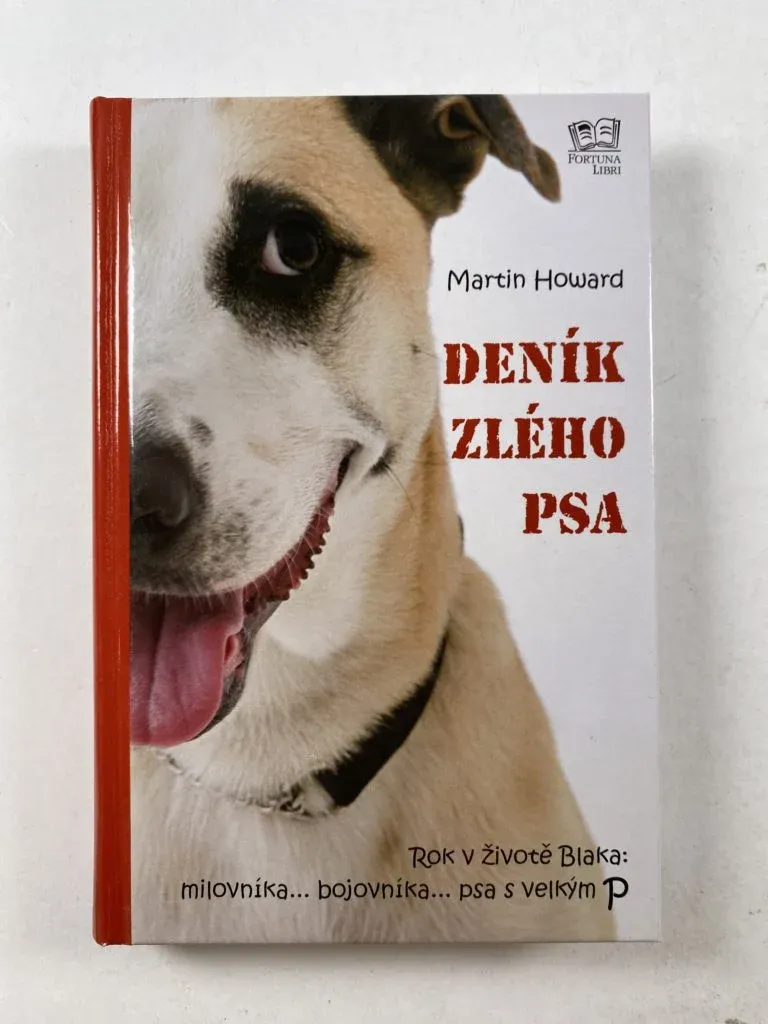 FORTUNA
LIBRI
Martin Howard
DENÍK
ZLÉHO
PSA
Rok v životě Blaka:
milovníka... bojovníka... psa s velkým P